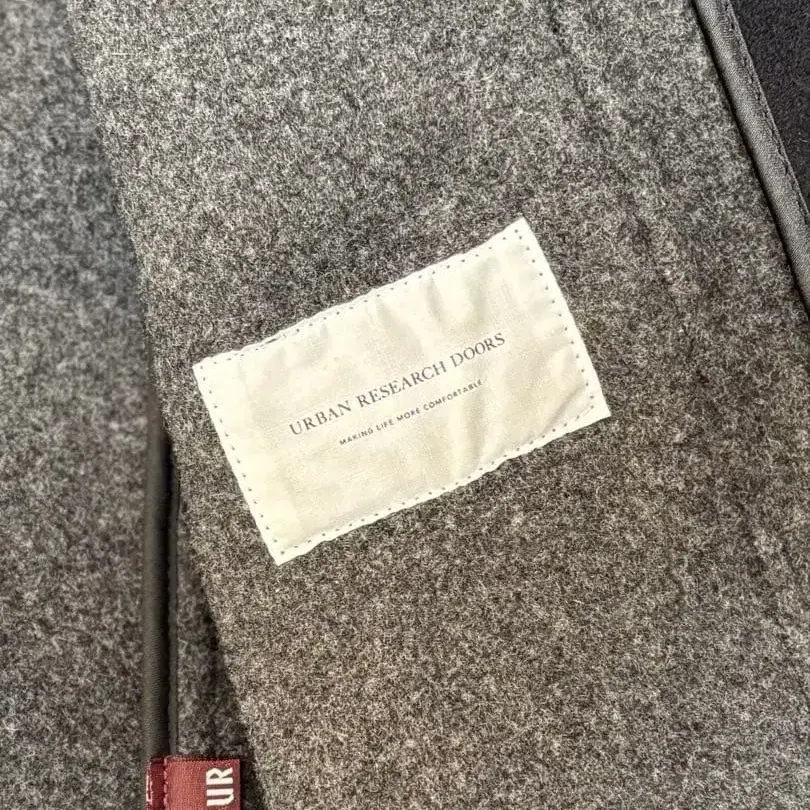 URBAN RESEARCH DOORS
MAKING LIFE MORE COMFORTABLE
UR